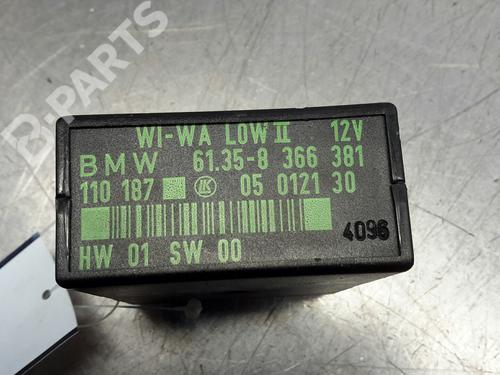 B-PARTS
WI-WA LOW II 12V
BMW 61.35-8 366 381
110 187 LK 05 0121 30
4096
HW 01 SW 00